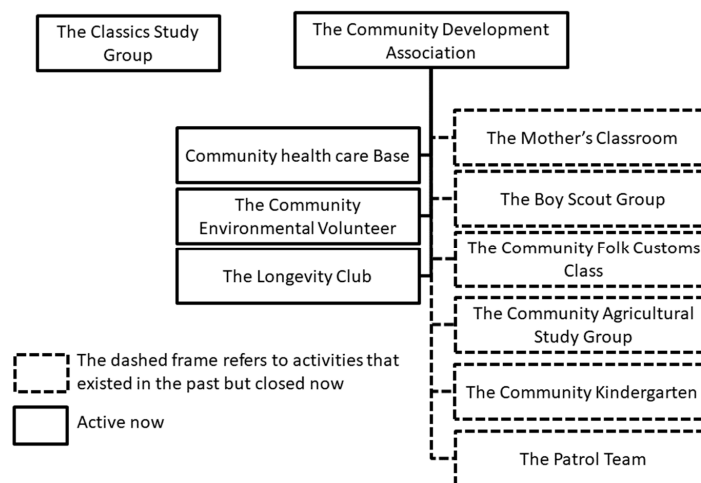 The Classics Study
Group
The Community Development
Association
Community health care Base
The Community
Environmental Volunteer
The Longevity Club
The Mother’s Classroom
The Boy Scout Group
The Community Folk Customs
Class
The Community Agricultural
Study Group
The Community Kindergarten
The Patrol Team
The dashed frame refers to activities that
existed in the past but closed now
Active now